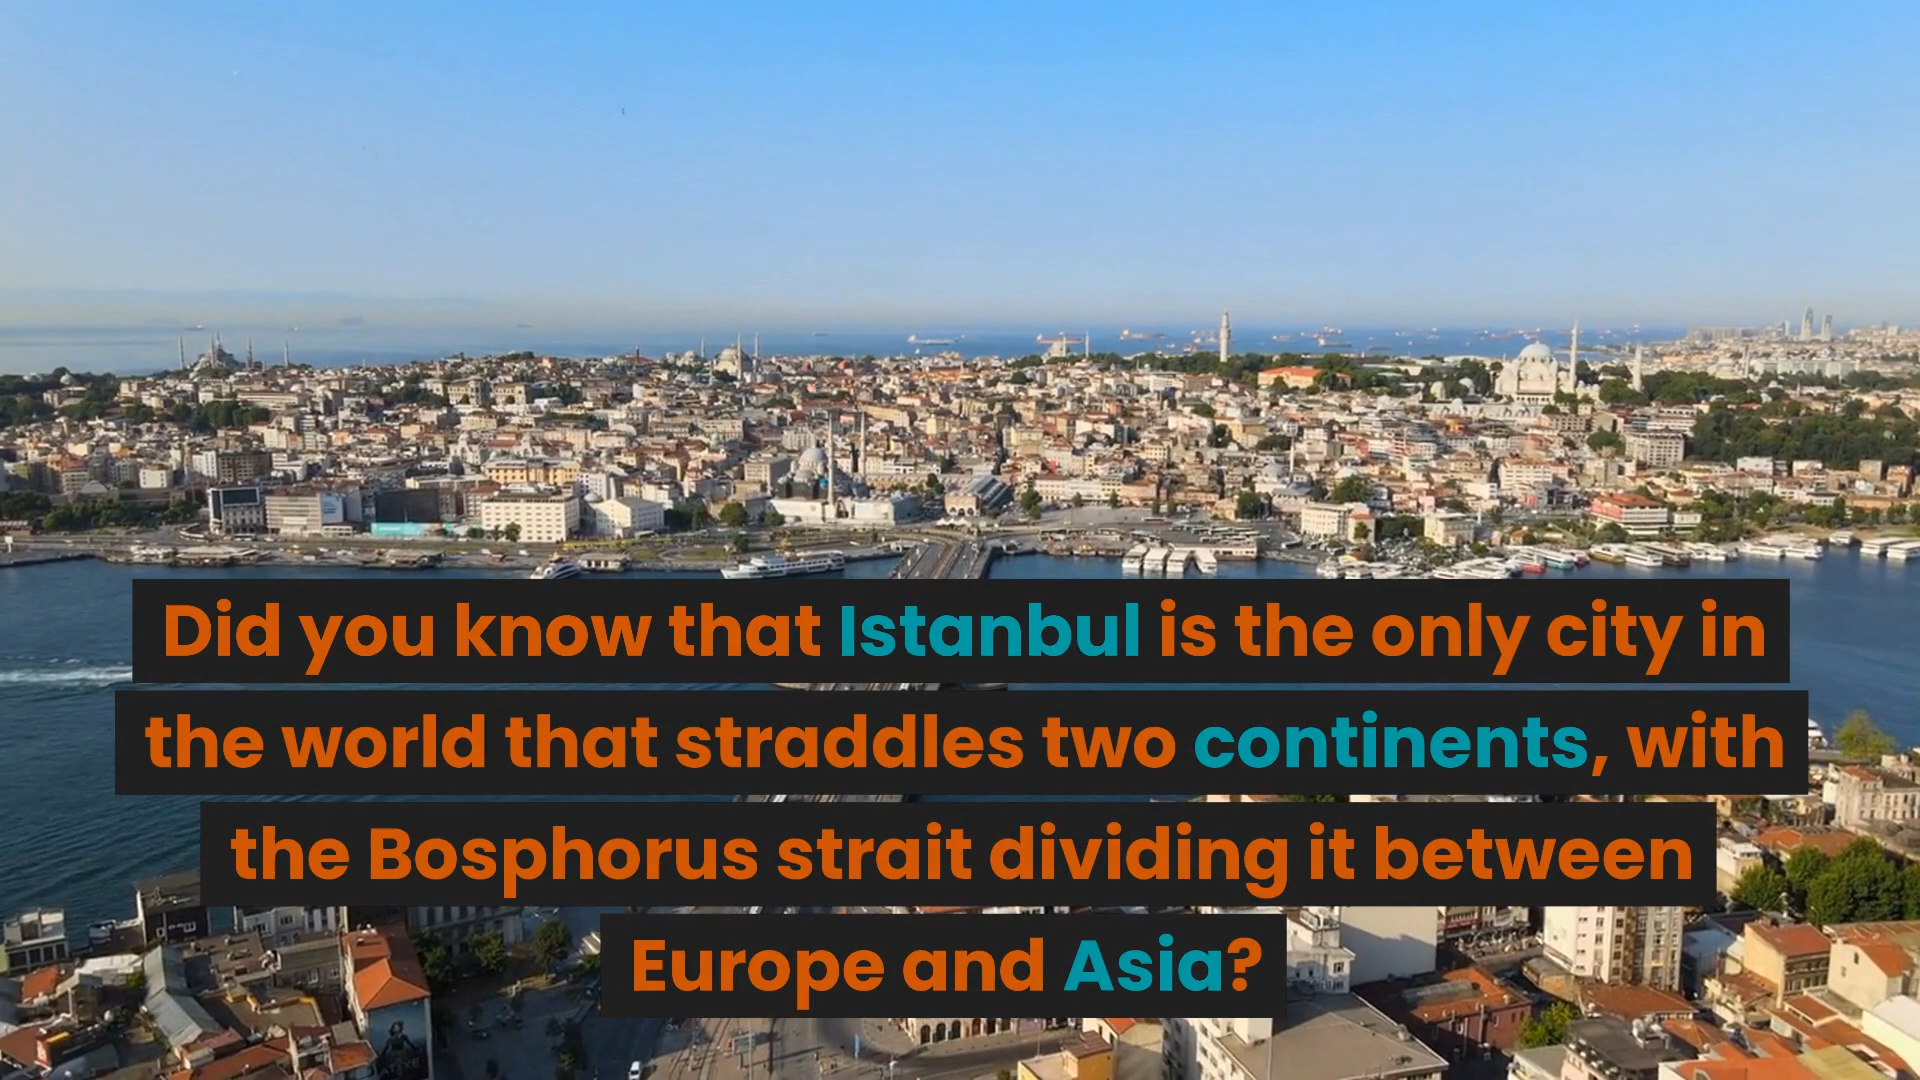 Did you know that Istanbul is the only city in
the world that straddles two continents, with
the Bosphorus strait dividing it between
Europe and Asia?